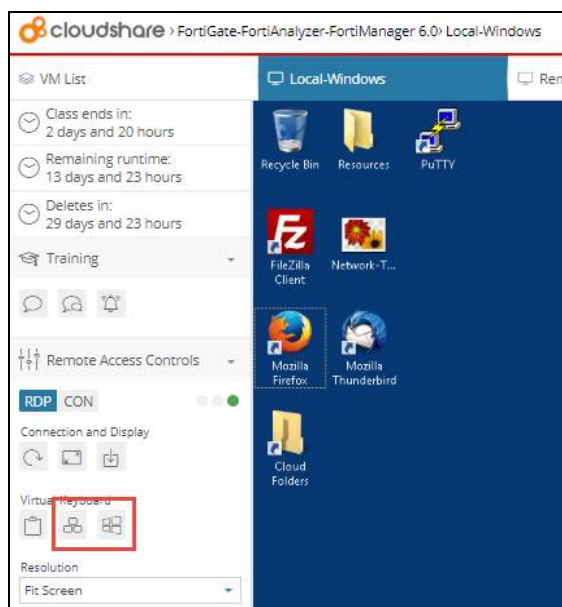 cloudshare › FortiGate-FortiAnalyzer-FortiManager 6.0› Local-Windows
VM List
Local-Windows
Ren
Class ends in:
2 days and 20 hours
Remaining runtime:
13 days and 23 hours
Deletes in:
29 days and 23 hours
Training
Remote Access Controls
RDP CON
Connection and Display
Virtual Keyboard
Resolution
Fit Screen
Recycle Bin
Resources
PuTTY
FileZilla
Client
Network-T...
Mozilla
Firefox
Mozilla
Thunderbird
Cloud
Folders